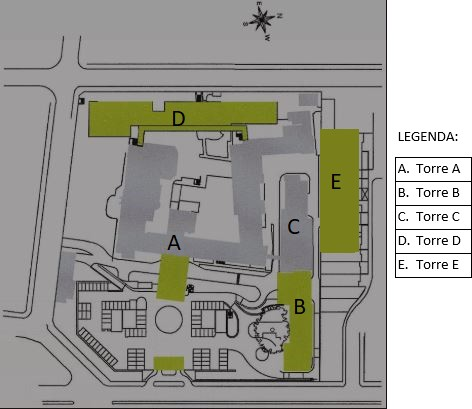 E
N
S
W
D
E
C
A
B
LEGENDA:
A. Torre A
B. Torre B
C. Torre C
D. Torre D
E. Torre E